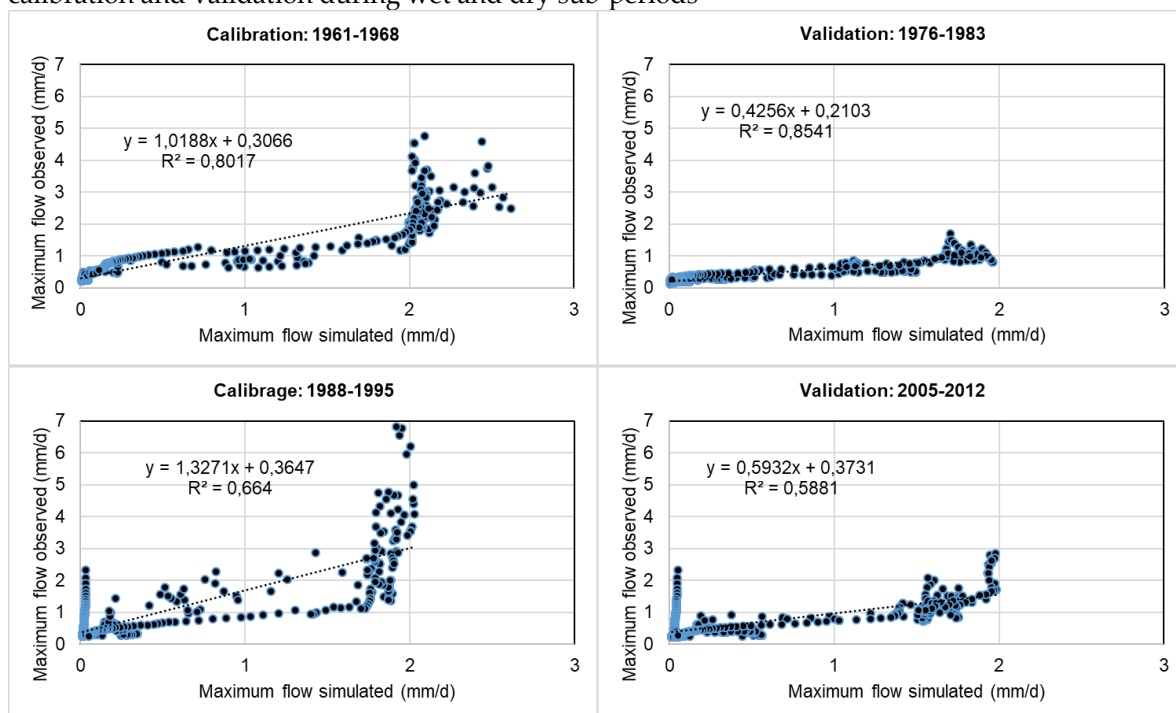 calibration and validation during wet and dry sub-periods
Calibration: 1961-1968
Maximum flow observed (mm/d)
7
6
5
4
3
2
1
0
y = 1,0188x + 0,3066
R² = 0,8017
0 1 2 3
Maximum flow simulated (mm/d)
Validation: 1976-1983
Maximum flow observed (mm/d)
7
6
5
4
3
2
1
0
y = 0,4256x + 0,2103
R² = 0,8541
0 1 2 3
Maximum flow simulated (mm/d)
Calibrage: 1988-1995
Maximum flow observed (mm/d)
7
6
5
4
3
2
1
0
y = 1,3271x + 0,3647
R² = 0,664
0 1 2 3
Maximum flow simulated (mm/d)
Validation: 2005-2012
Maximum flow observed (mm/d)
7
6
5
4
3
2
1
0
y = 0,5932x + 0,3731
R² = 0,5881
0 1 2 3
Maximum flow simulated (mm/d)